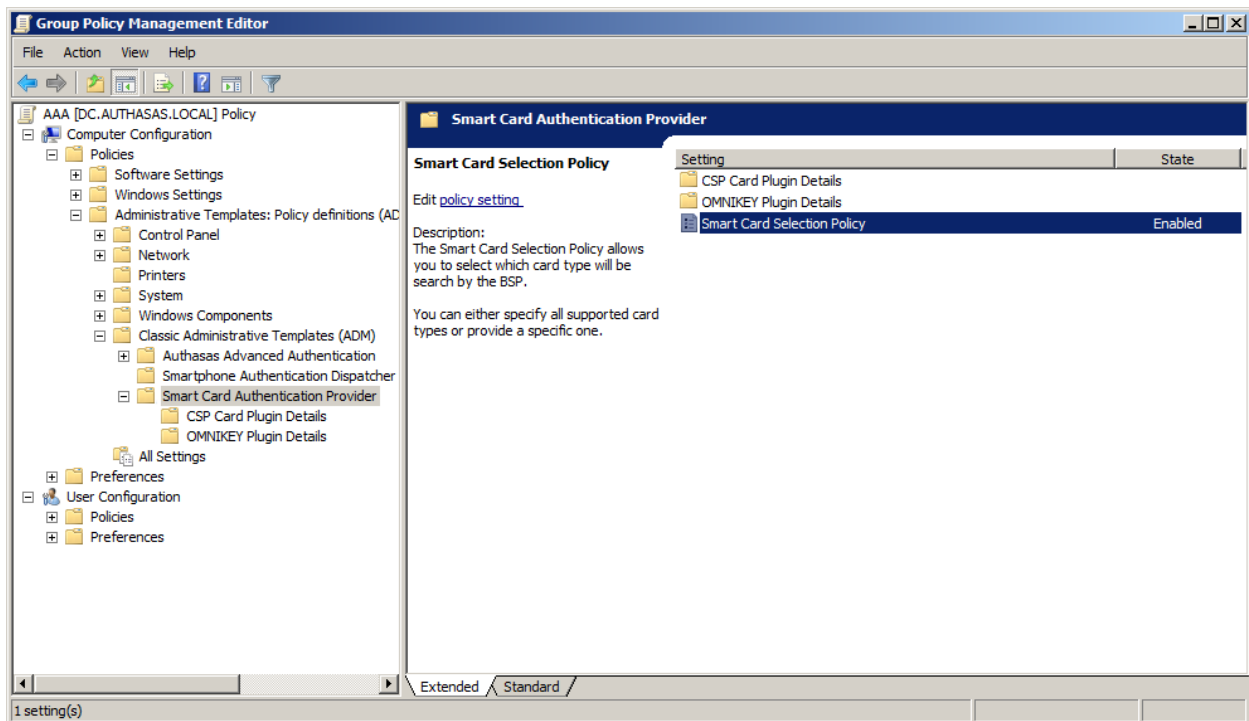 Group Policy Management Editor
File Action View Help
AAA [DC.AUTHASAS.LOCAL] Policy
Computer Configuration
Policies
Software Settings
Windows Settings
Administrative Templates: Policy definitions (AD
Control Panel
Network
Printers
System
Windows Components
Classic Administrative Templates (ADM)
Authasas Advanced Authentication
Smartphone Authentication Dispatcher
Smart Card Authentication Provider
CSP Card Plugin Details
OMNIKEY Plugin Details
All Settings
Preferences
User Configuration
Policies
Preferences
Smart Card Authentication Provider
Smart Card Selection Policy
Edit policy setting
Description:
The Smart Card Selection Policy allows
you to select which card type will be
search by the BSP.
You can either specify all supported card
types or provide a specific one.
Setting State
CSP Card Plugin Details
OMNIKEY Plugin Details
Smart Card Selection Policy Enabled
Extended Standard
1 setting(s)